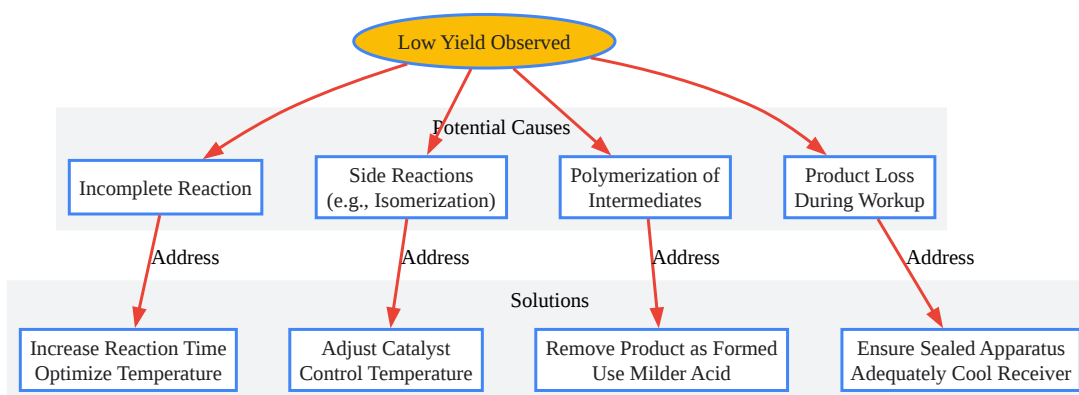 Low Yield Observed
Potential Causes
Incomplete Reaction
Side Reactions
(e.g., Isomerization)
Polymerization of
Intermediates
Product Loss
During Workup
Address
Address
Address
Address
Solutions
Increase Reaction Time
Optimize Temperature
Adjust Catalyst
Control Temperature
Remove Product as Formed
Use Milder Acid
Ensure Sealed Apparatus
Adequately Cool Receiver